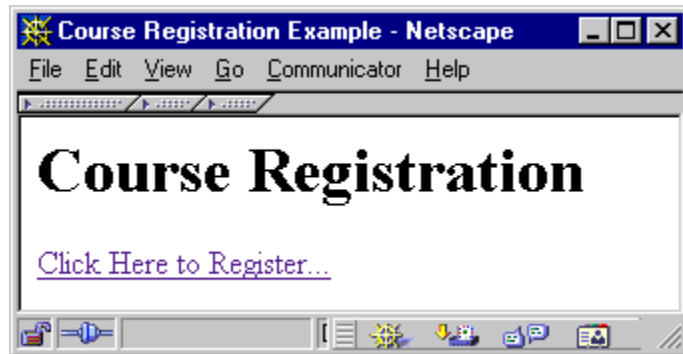 Course Registration Example - Netscape
File Edit View Go Communicator Help
Course Registration
Click Here to Register...